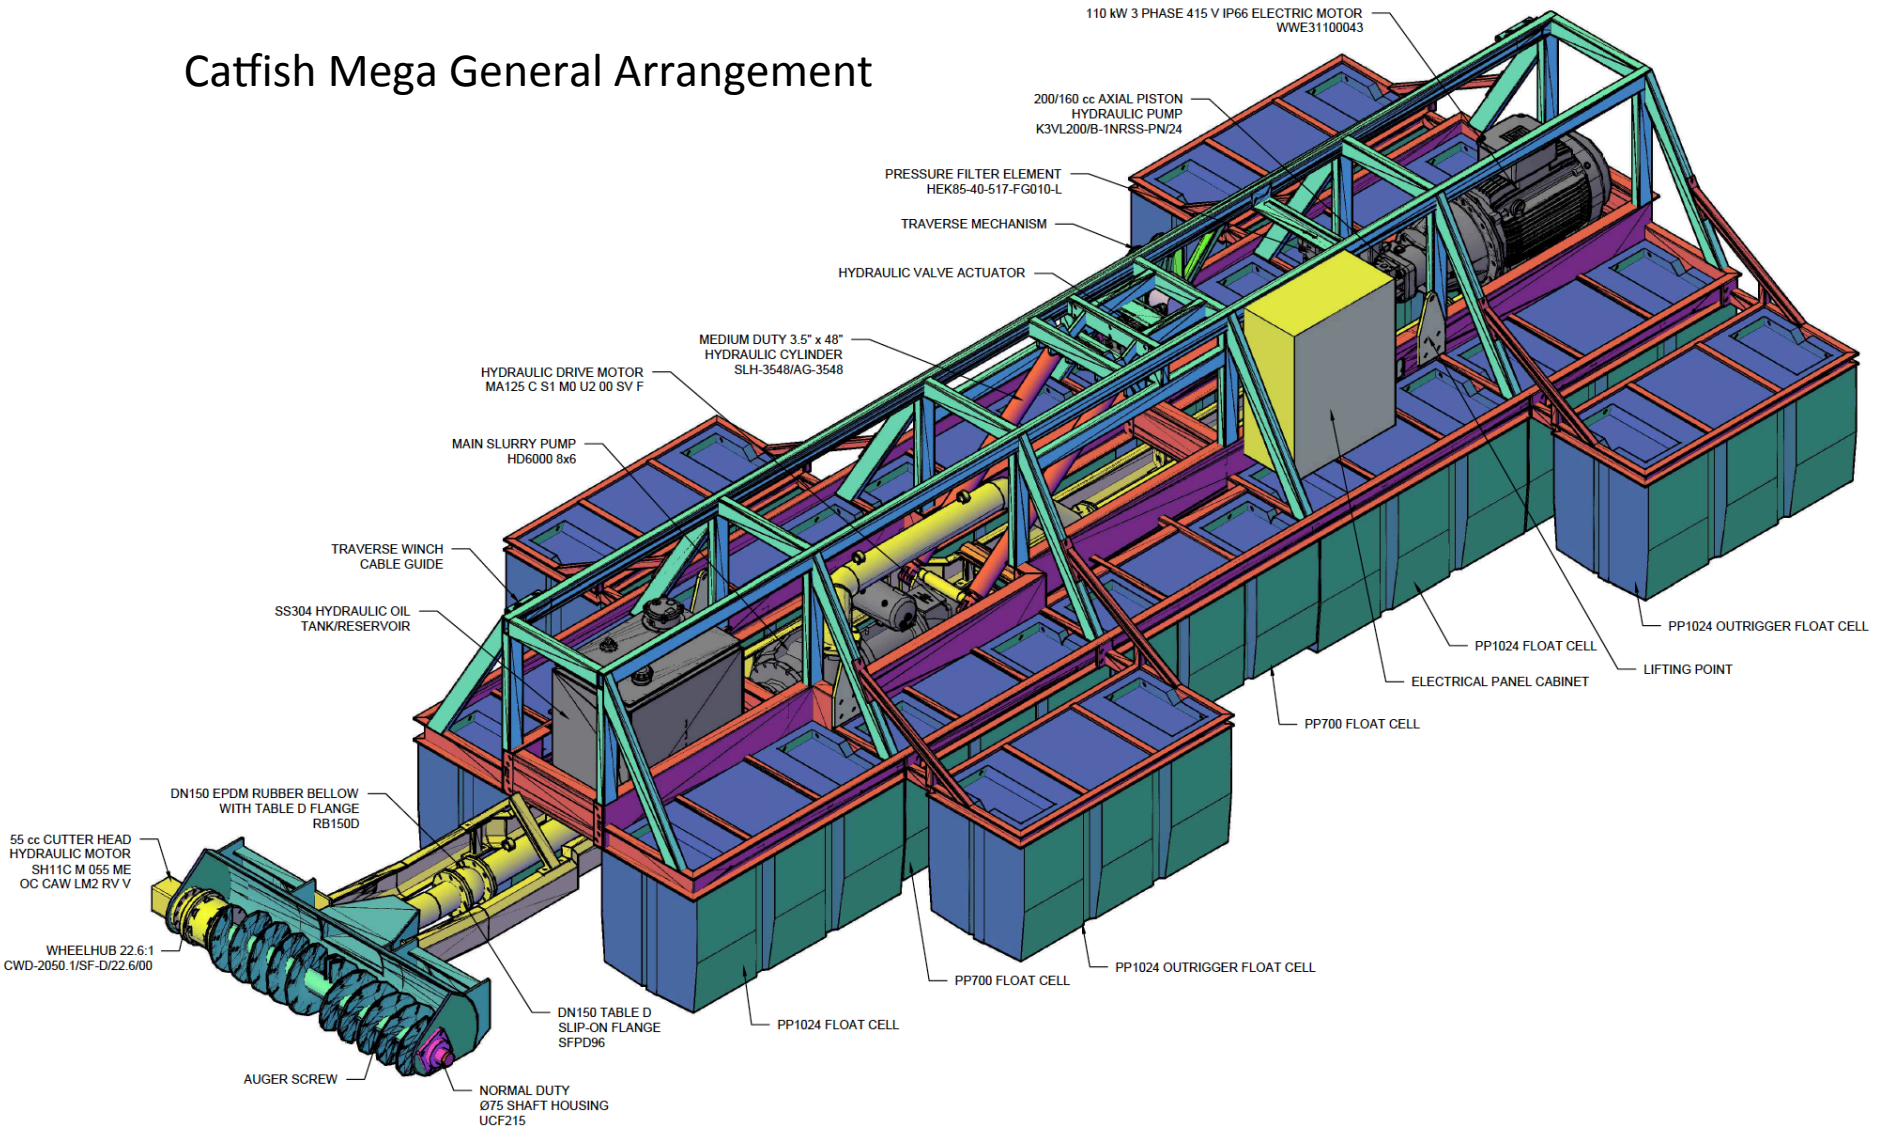 Catfish Mega General Arrangement
110 kW 3 PHASE 415 V IP66 ELECTRIC MOTOR
WWE31100043
200/160 cc AXIAL PISTON
HYDRAULIC PUMP
K3VL200/B-1NRSS-PN/24
PRESSURE FILTER ELEMENT
HEK85-40-517-FG010-L
TRAVERSE MECHANISM
HYDRAULIC VALVE ACTUATOR
MEDIUM DUTY 3.5" x 48"
HYDRAULIC CYLINDER
SLH-3548/AG-3548
HYDRAULIC DRIVE MOTOR
MA125 C S1 M0 U2 00 SV F
MAIN SLURRY PUMP
HD6000 8x6
TRAVERSE WINCH
CABLE GUIDE
SS304 HYDRAULIC OIL
TANK/RESERVOIR
DN150 EPDM RUBBER BELLOW
WITH TABLE D FLANGE
RB150D
55 cc CUTTER HEAD
HYDRAULIC MOTOR
SH11C M 055 ME
OC CAW LM2 RV V
WHEELHUB 22.6:1
CWD-2050.1/SF-D/22.6/00
AUGER SCREW
NORMAL DUTY
Ø75 SHAFT HOUSING
UCF215
DN150 TABLE D
SLIP-ON FLANGE
SFPD96
PP1024 FLOAT CELL
PP700 FLOAT CELL
PP1024 OUTRIGGER FLOAT CELL
PP700 FLOAT CELL
ELECTRICAL PANEL CABINET
LIFTING POINT
PP1024 FLOAT CELL
PP1024 OUTRIGGER FLOAT CELL